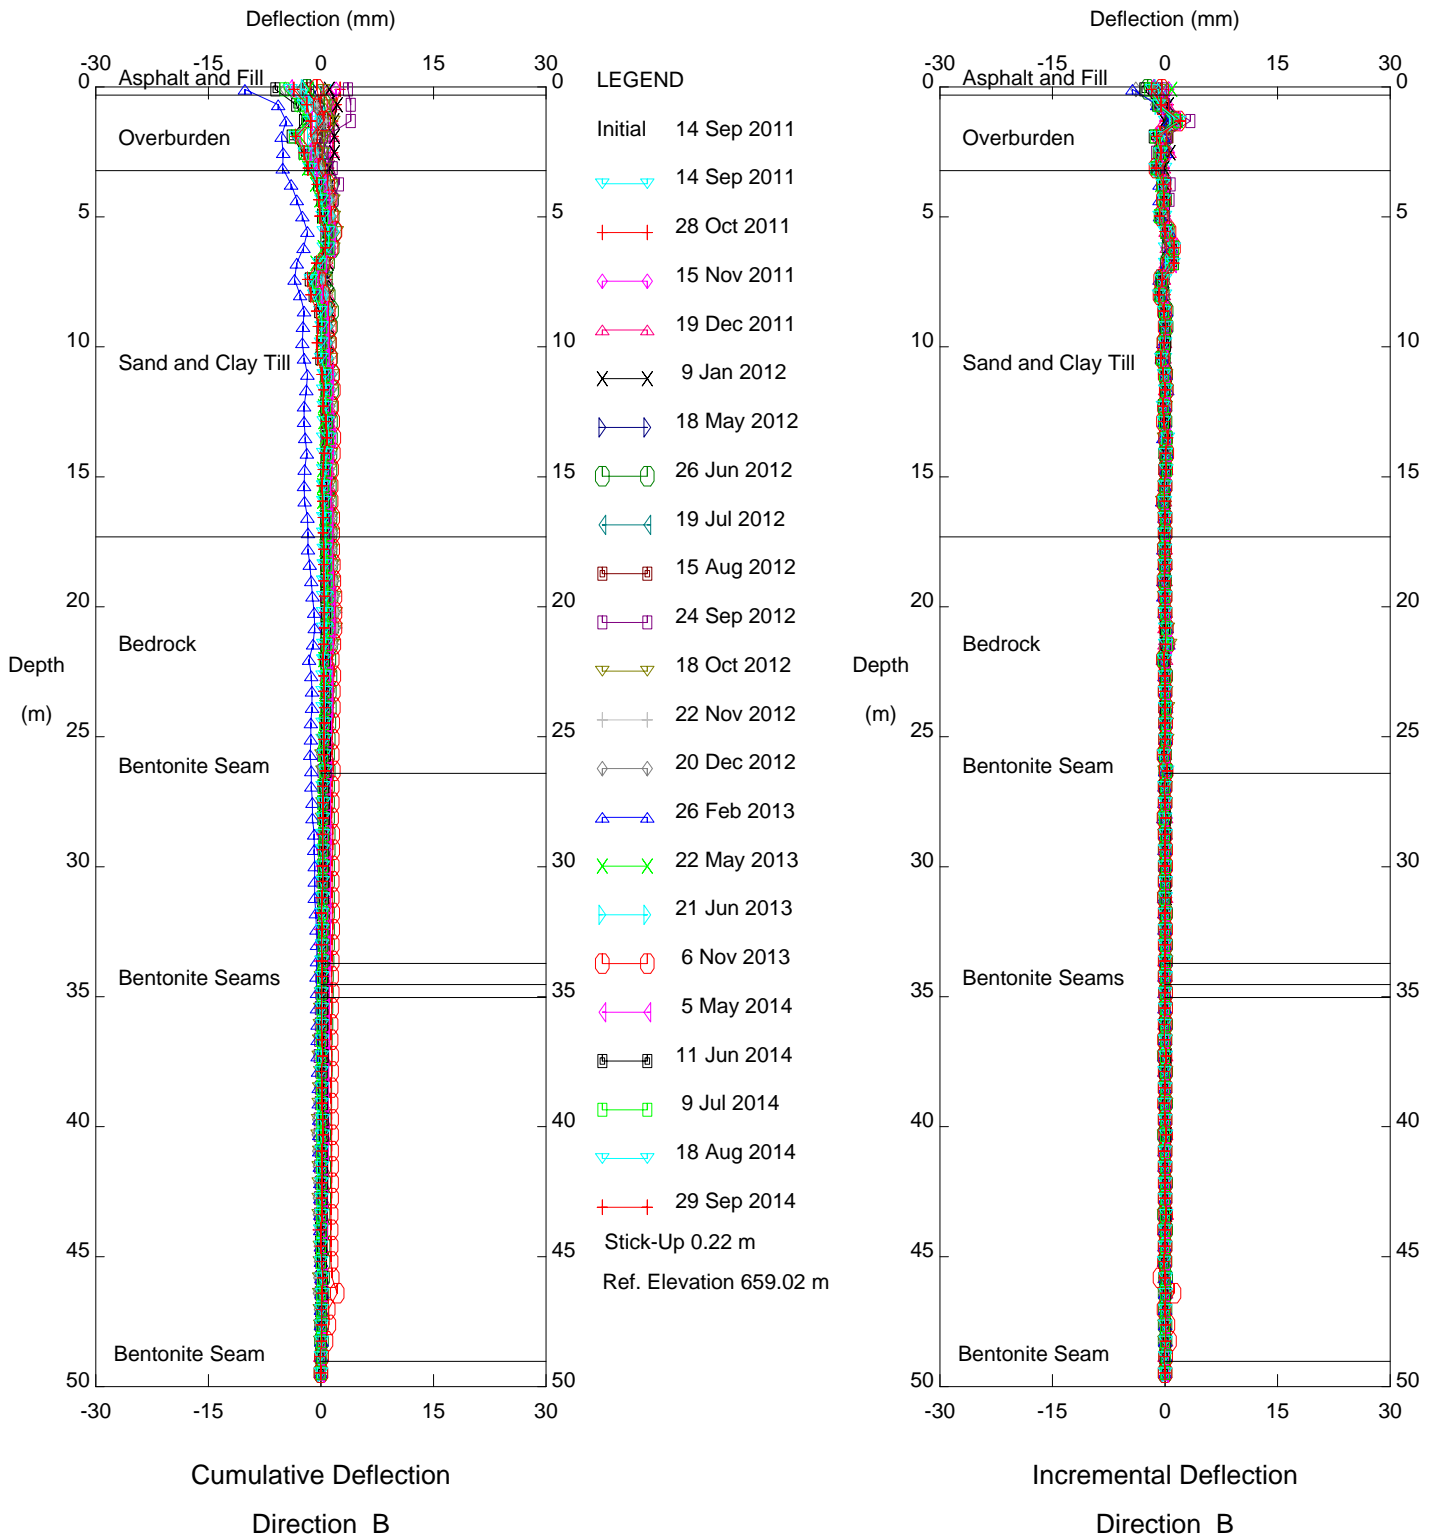 Deflection (mm)
-30 -15 0 15 30
0 0
Asphalt and Fill
Overburden
5 5
10 10
Sand and Clay Till
15 15
20 20
Bedrock
Depth
(m)
25 25
Bentonite Seam
30 30
Bentonite Seams
35 35
40 40
45 45
Bentonite Seam
50 50
-30 -15 0 15 30
Cumulative Deflection
Direction B
LEGEND
Initial 14 Sep 2011
14 Sep 2011
28 Oct 2011
15 Nov 2011
19 Dec 2011
9 Jan 2012
18 May 2012
26 Jun 2012
19 Jul 2012
15 Aug 2012
24 Sep 2012
18 Oct 2012
22 Nov 2012
20 Dec 2012
26 Feb 2013
22 May 2013
21 Jun 2013
6 Nov 2013
5 May 2014
11 Jun 2014
9 Jul 2014
18 Aug 2014
29 Sep 2014
Stick-Up 0.22 m
Ref. Elevation 659.02 m
Deflection (mm)
-30 -15 0 15 30
0 0
Asphalt and Fill
Overburden
5 5
10 10
Sand and Clay Till
15 15
20 20
Bedrock
Depth
(m)
25 25
Bentonite Seam
30 30
Bentonite Seams
35 35
40 40
45 45
Bentonite Seam
50 50
-30 -15 0 15 30
Incremental Deflection
Direction B